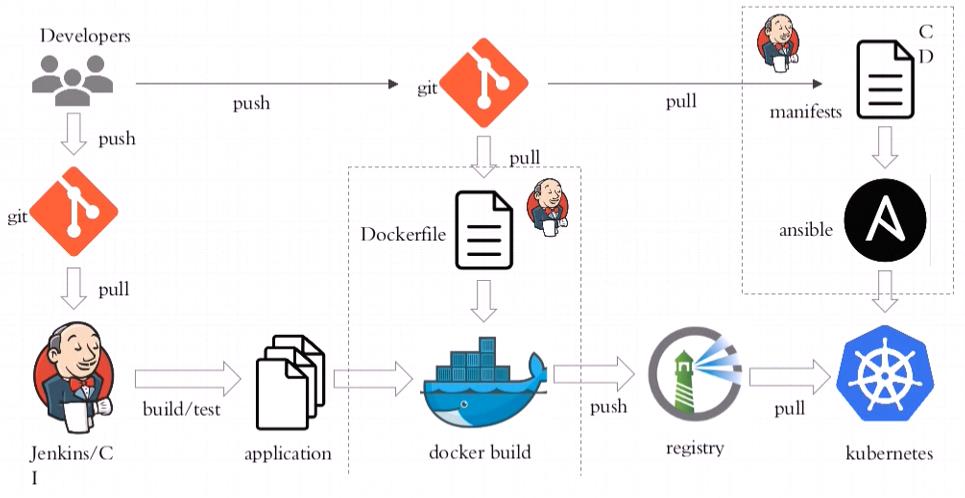 Developers
C
D
git
push
pull
manifests
push
pull
git
Dockerfile
ansible
pull
build/test
push
pull
Jenkins/C
I
application
docker build
registry
kubernetes